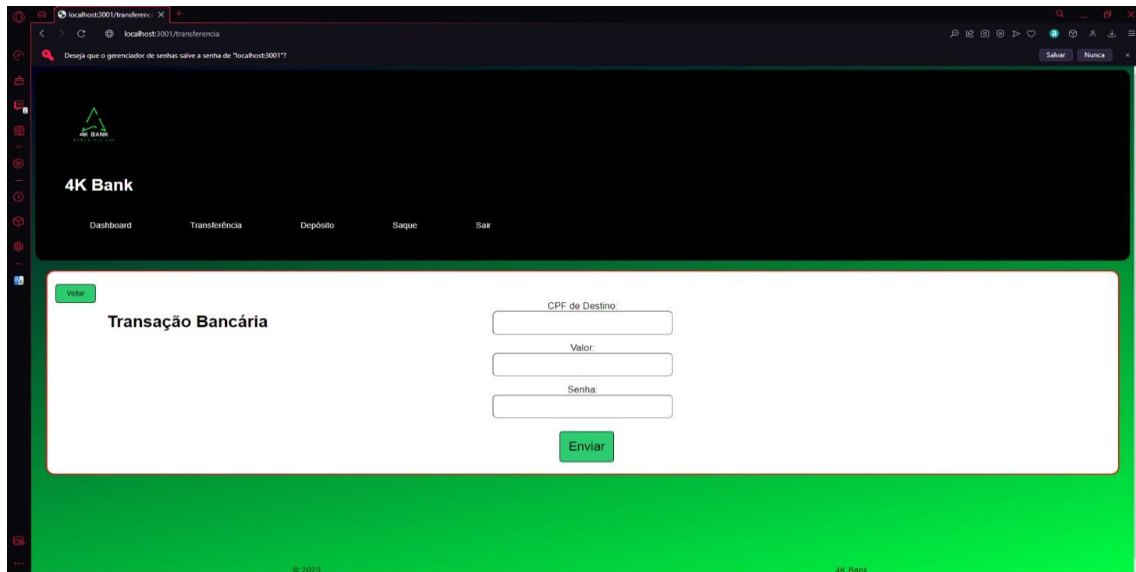 localhost:3001/transferenc
localhost:3001/transferencia
Deseja que o gerenciador de senhas salve a senha de "localhost:3001"?
Salvar
Nunca
4K BANK
4K Bank
Dashboard
Transferência
Depósito
Saque
Sair
Voltar
Transação Bancária
CPF de Destino:
Valor:
Senha:
Enviar
© 2023
4K Bank